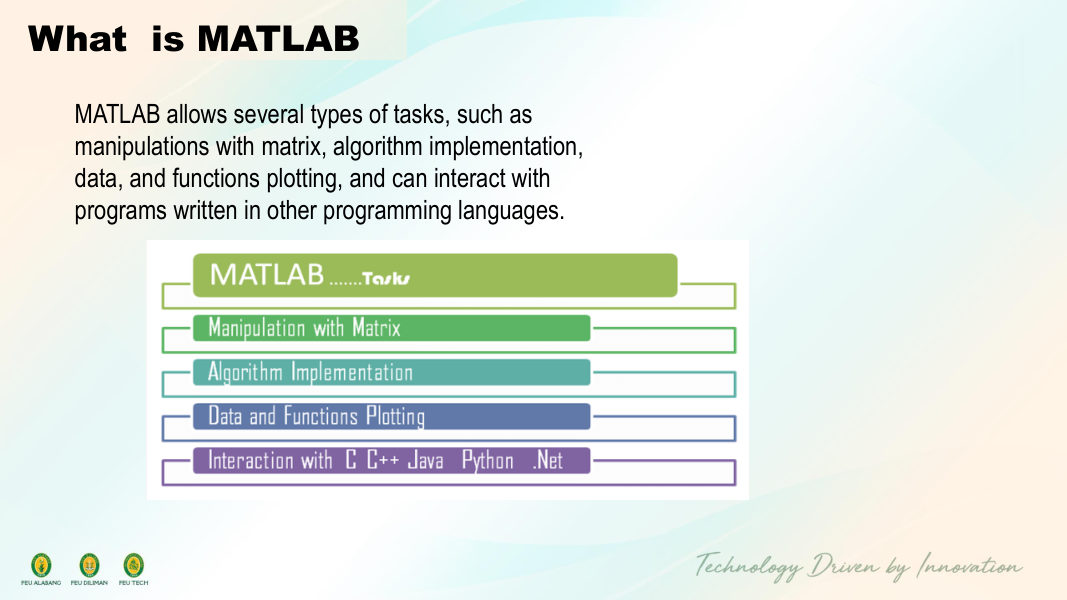 What is MATLAB
MATLAB allows several types of tasks, such as
manipulations with matrix, algorithm implementation,
data, and functions plotting, and can interact with
programs written in other programming languages.
MATLAB .......Tasks
Manipulation with Matrix
Algorithm Implementation
Data and Functions Plotting
Interaction with C C++ Java Python .Net
FEU ALABANG FEU DILIMAN FEU TECH
Technology Driven by Innovation